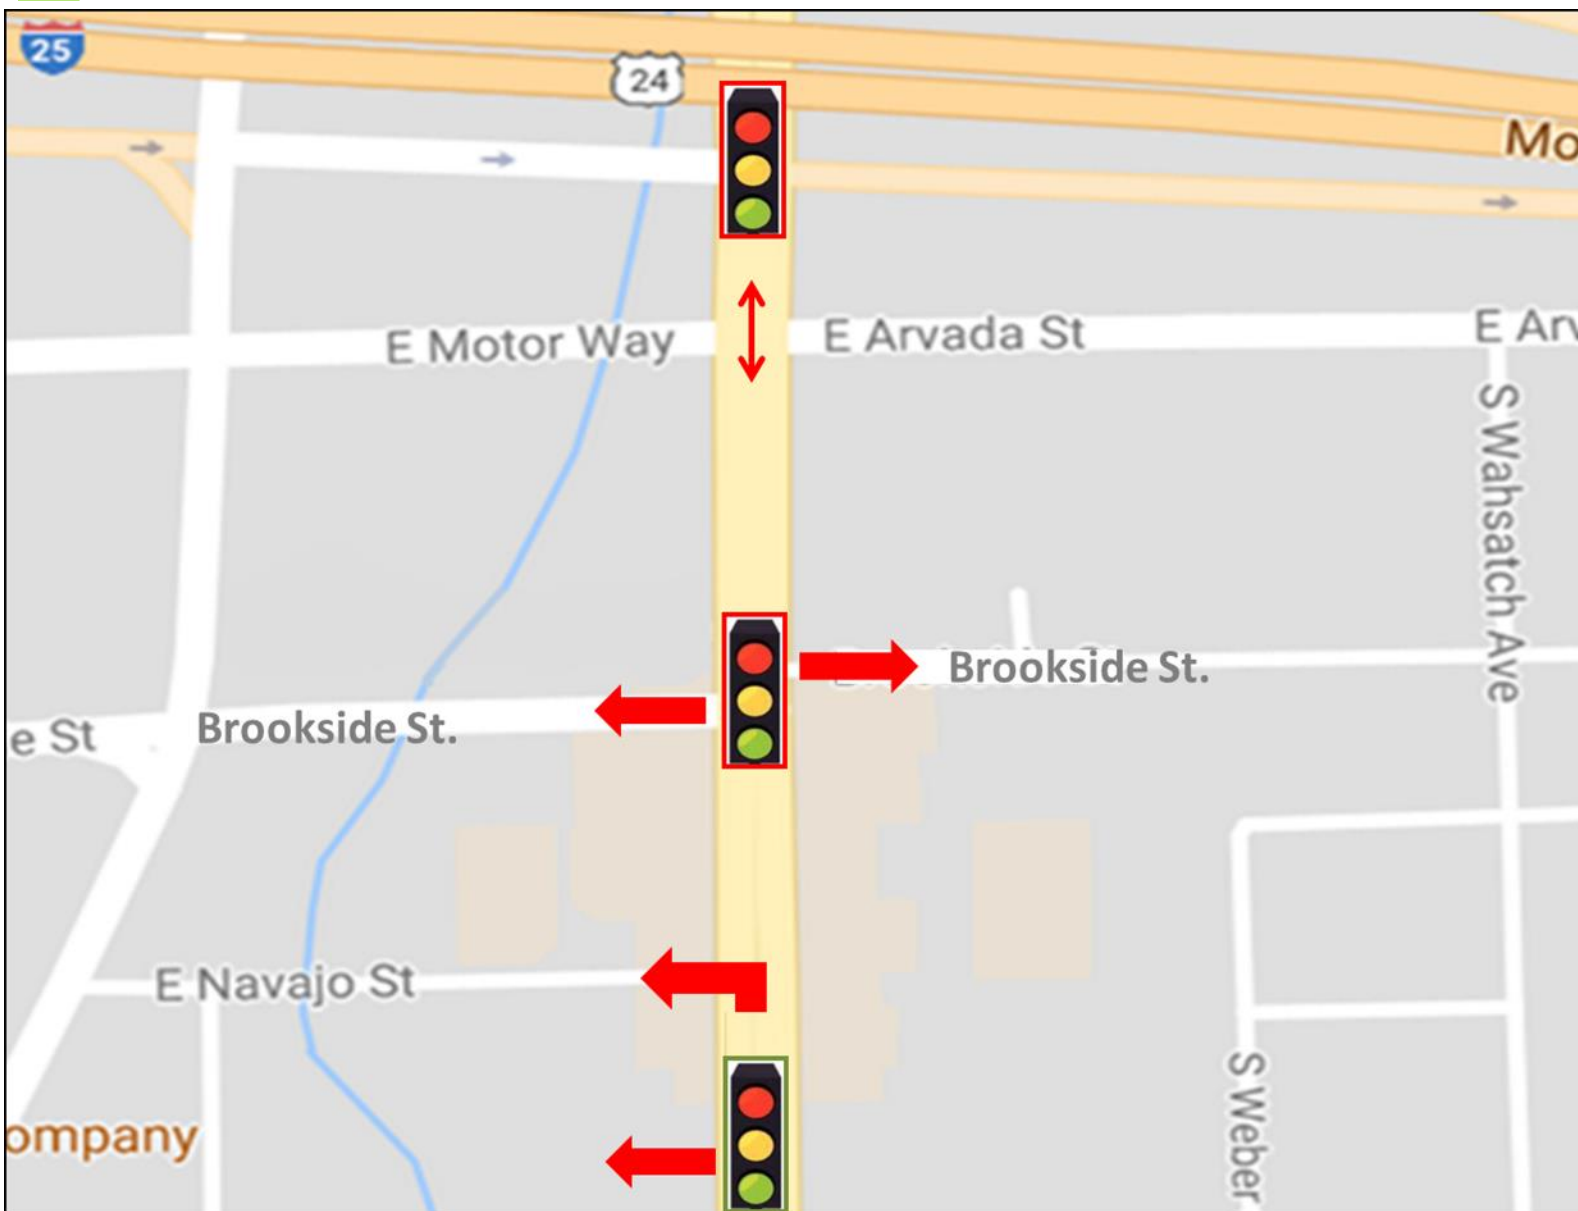 25
24
Mo
E Motor Way
E Arvada St
E Arv
S Wahsatch Ave
Brookside St.
Brookside St.
e St
E Navajo St
S Weber
ompany